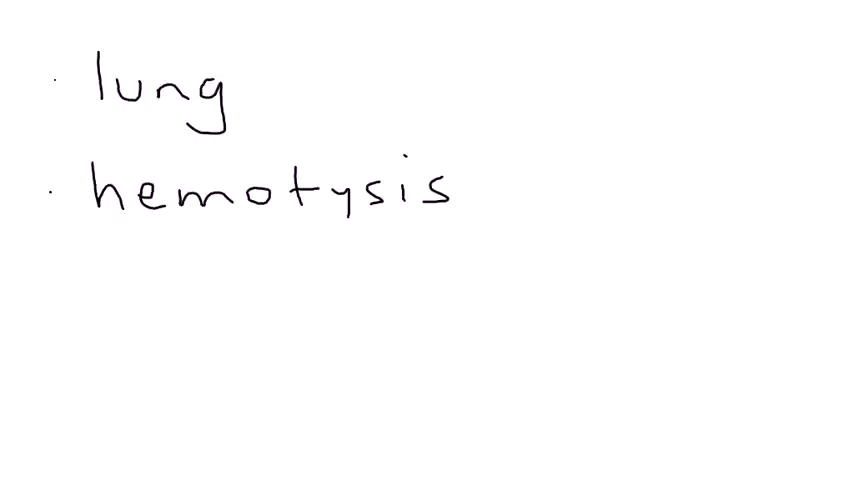 · lung
· hemotysis